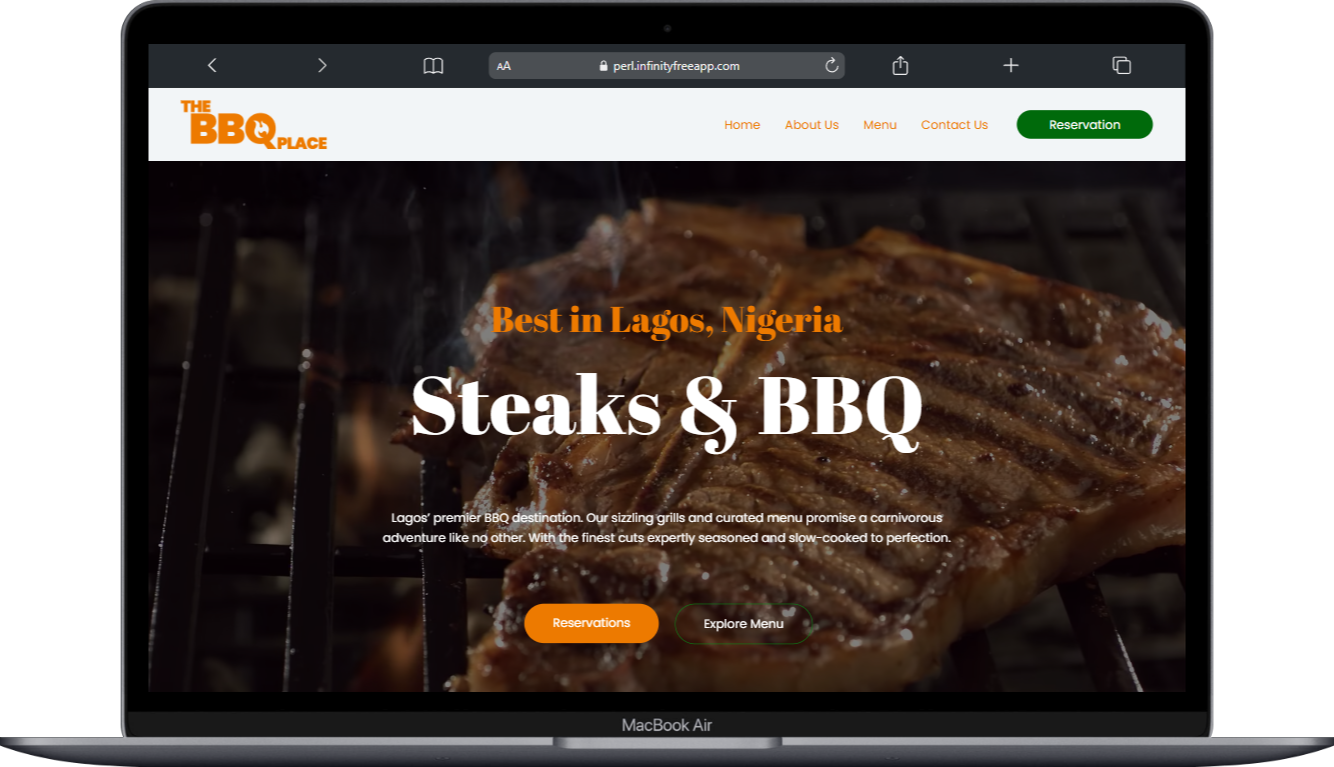 AA
perl.infinityfreeapp.com
THE
BBQ
PLACE
Home About Us Menu Contact Us Reservation
Best in Lagos, Nigeria
Steaks & BBQ
Lagos’ premier BBQ destination. Our sizzling grills and curated menu promise a carnivorous
adventure like no other. With the finest cuts expertly seasoned and slow-cooked to perfection.
Reservations Explore Menu
MacBook Air